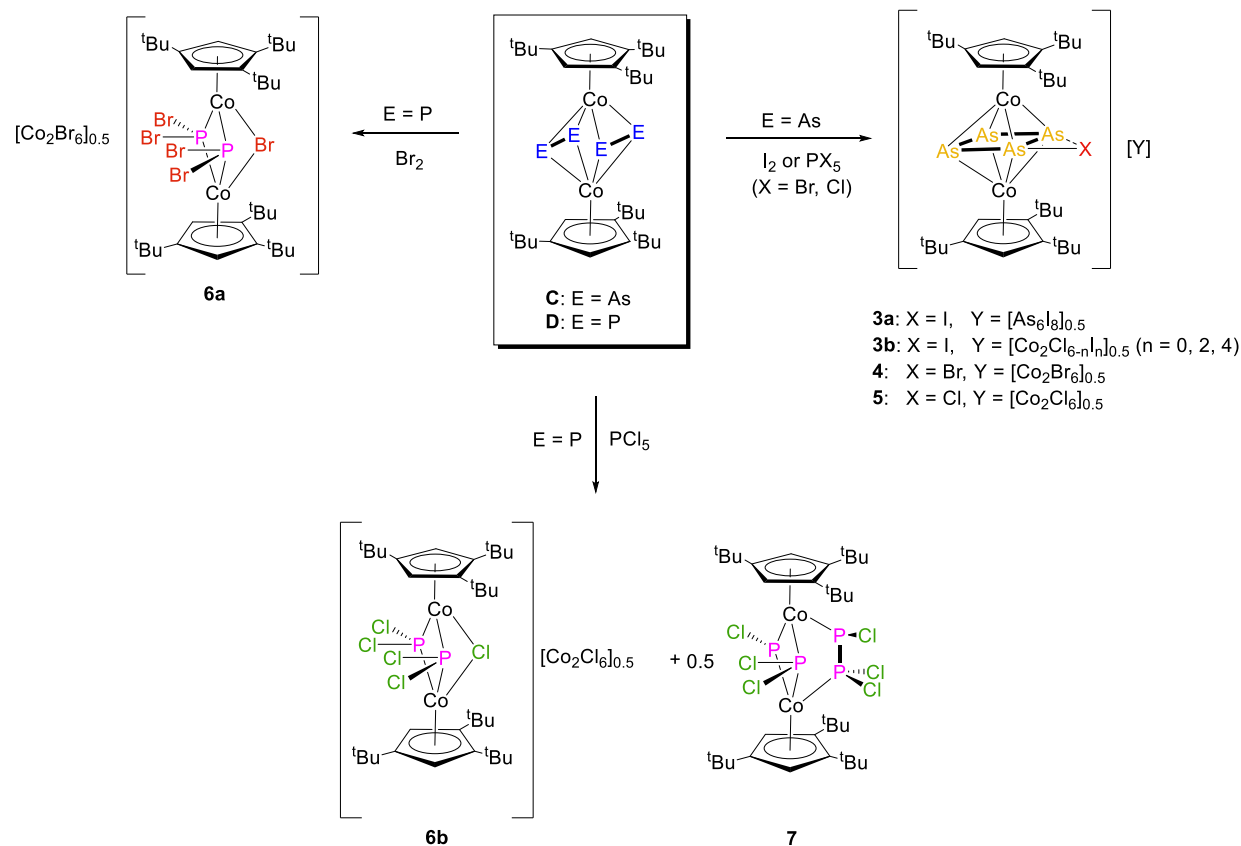 tBu tBu tBu
Co
Br Br P Br P Br Br
Co
tBu tBu tBu
[Co2Br6]0.5
6a
E = P
Br2
tBu tBu tBu
Co
E E E E
Co
tBu tBu tBu
C: E = As
D: E = P
E = As
I2 or PX5
(X = Br, Cl)
tBu tBu tBu
Co
As As As As X
Co
tBu tBu tBu
[Y]
3a: X = I, Y = [As6I8]0.5
3b: X = I, Y = [Co2Cl6-nIn]0.5 (n = 0, 2, 4)
4: X = Br, Y = [Co2Br6]0.5
5: X = Cl, Y = [Co2Cl6]0.5
E = P PCl5
tBu tBu tBu
Co
Cl Cl P Cl P Cl Cl
Co
tBu tBu tBu
[Co2Cl6]0.5
6b
+ 0.5
tBu tBu tBu
Co
Cl P Cl P Cl P Cl P Cl Cl
Co
tBu tBu tBu
7